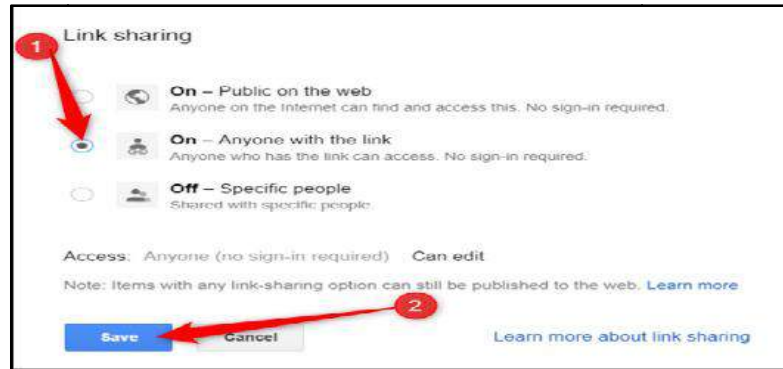 Link sharing
1
On – Public on the web
Anyone on the Internet can find and access this. No sign-in required.
On – Anyone with the link
Anyone who has the link can access. No sign-in required.
Off – Specific people
Shared with specific people.
Access: Anyone (no sign-in required) Can edit
Note: Items with any link-sharing option can still be published to the web. Learn more
2
Save Cancel Learn more about link sharing